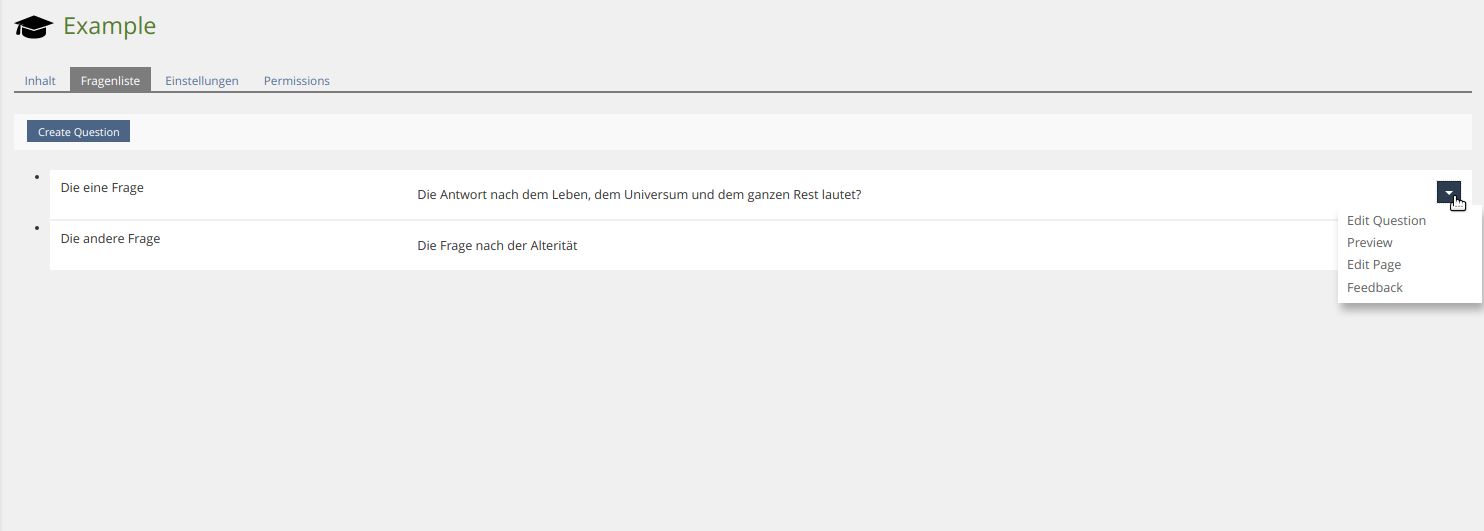 Example
Inhalt Fragenliste Einstellungen Permissions
Create Question
Die eine Frage Die Antwort nach dem Leben, dem Universum und dem ganzen Rest lautet?
Die andere Frage Die Frage nach der Alterität
Edit Question
Preview
Edit Page
Feedback